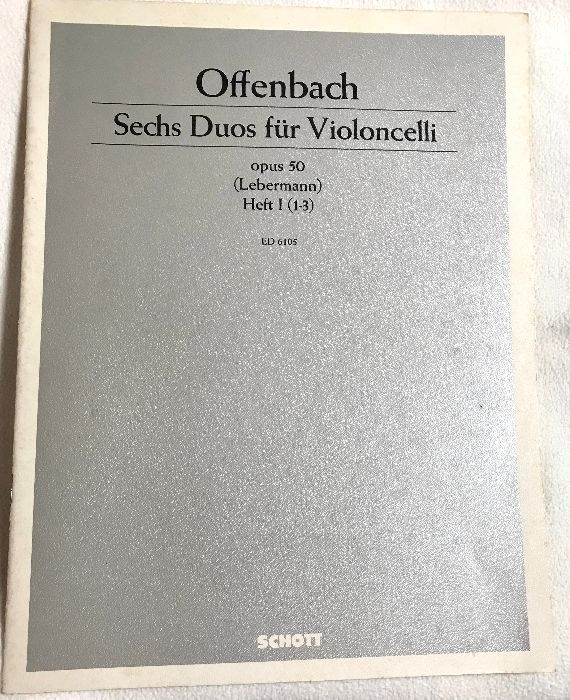 Offenbach
Sechs Duos für Violoncelli
opus 50
(Lebermann)
Heft I (1-3)
ED 6105
SCHOTT